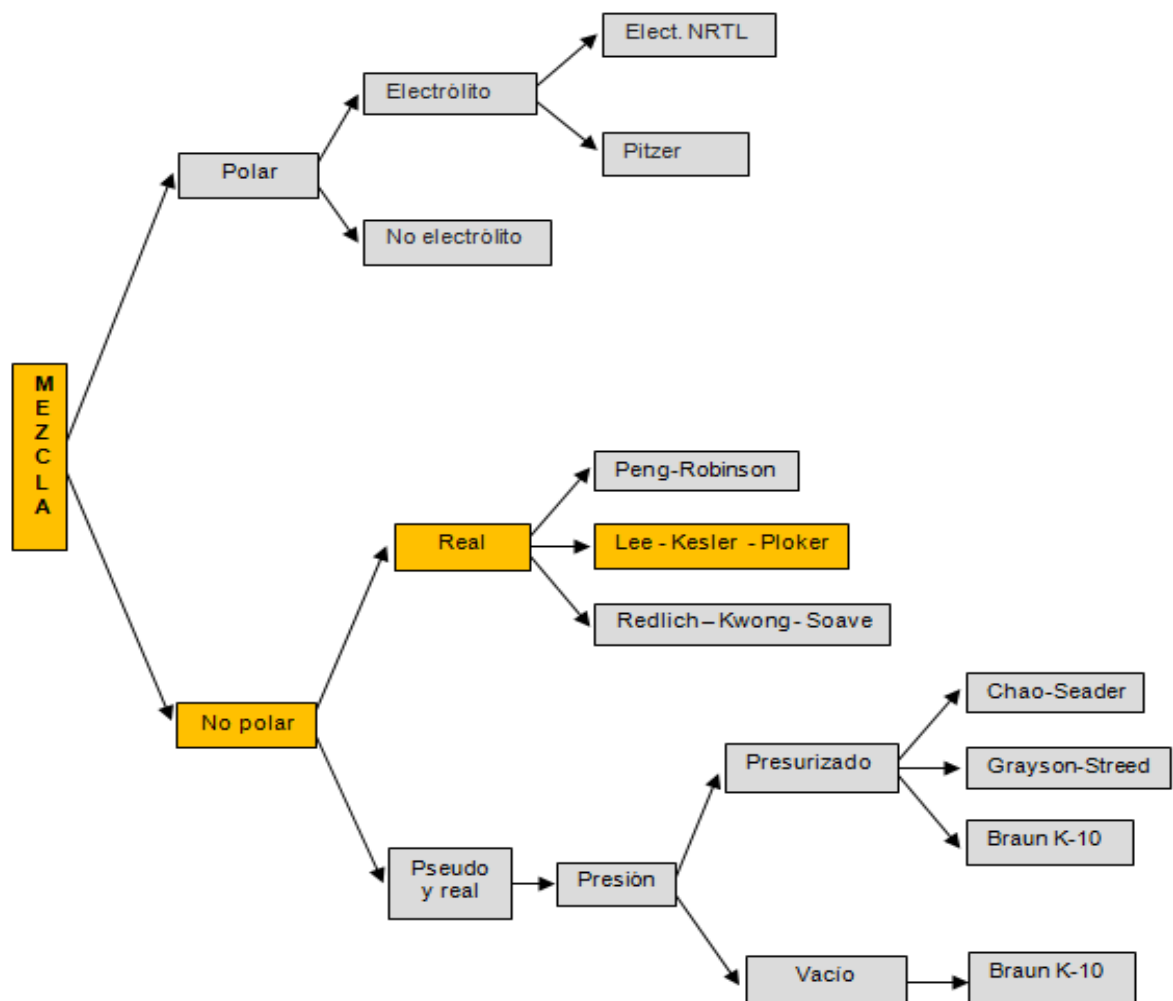 Elect. NRTL
Electrólito
Pitzer
Polar
No electrólito
M
E
Z
C
L
A
Peng-Robinson
Real
Lee - Kesler - Ploker
Redlich – Kwong - Soave
Chao-Seader
No polar
Presurizado
Grayson-Streed
Braun K-10
Pseudo
y real
Presión
Vacío
Braun K-10